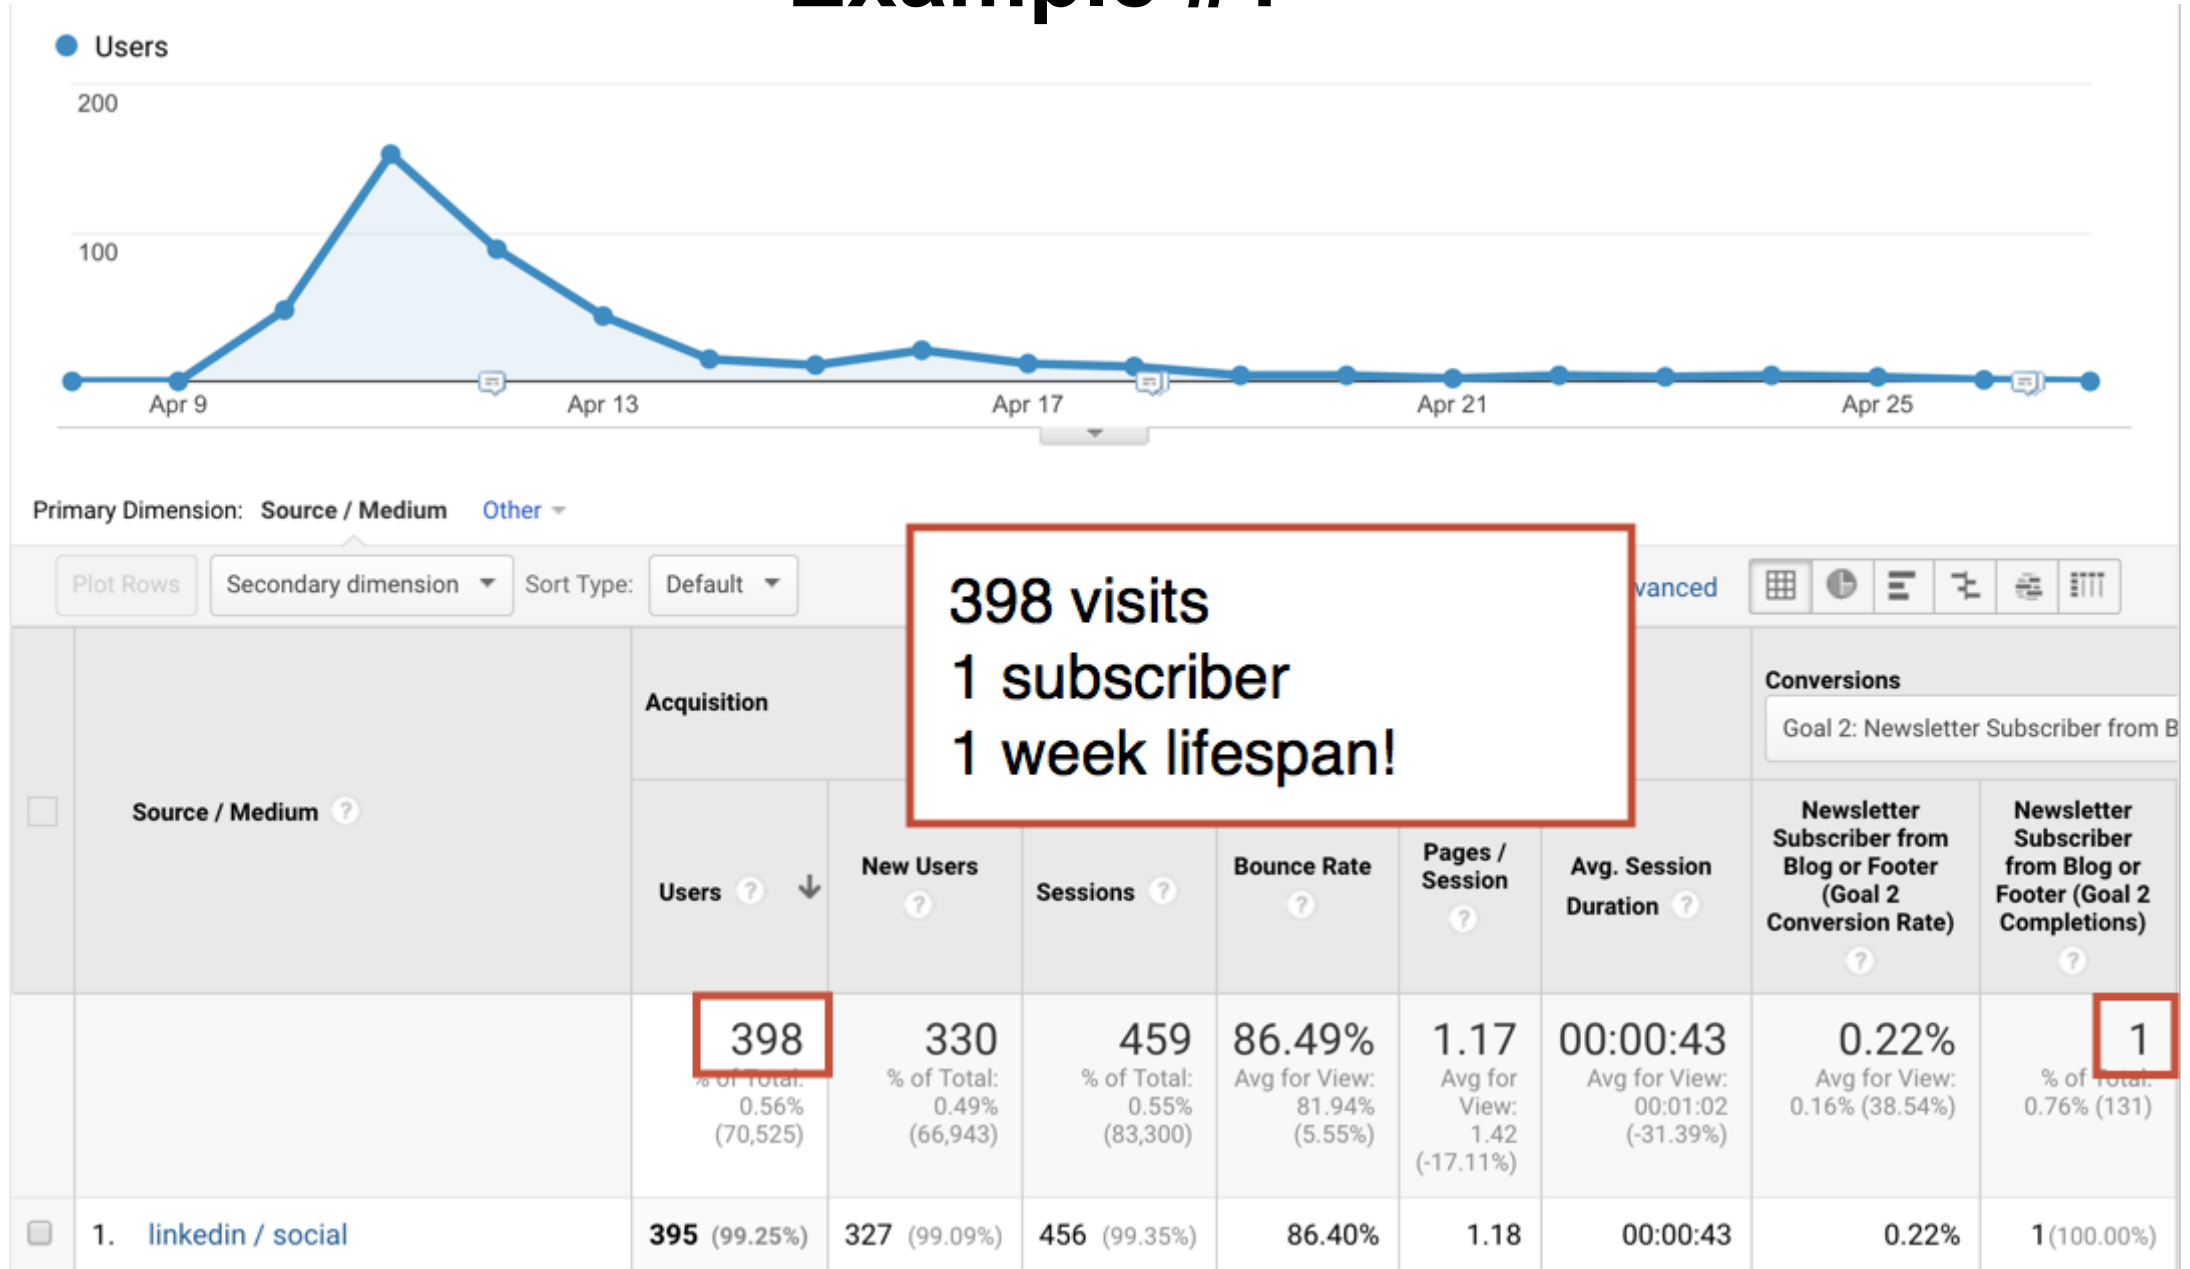 Users
200
100
Apr 9
Apr 13
Apr 17
Apr 21
Apr 25
Primary Dimension: Source / Medium Other
Plot Rows
Secondary dimension
Sort Type:
Default
398 visits
1 subscriber
1 week lifespan!
Acquisition
Conversions
Goal 2: Newsletter Subscriber from B
Source / Medium ?
Users ?
New Users
?
Sessions ?
Bounce Rate
?
Pages /
Session
?
Avg. Session
Duration ?
Newsletter
Subscriber from
Blog or Footer
(Goal 2
Conversion Rate)
?
Newsletter
Subscriber
from Blog or
Footer (Goal 2
Completions)
?
398
% of Total:
0.56%
(70,525)
330
% of Total:
0.49%
(66,943)
459
% of Total:
0.55%
(83,300)
86.49%
Avg for View:
81.94%
(5.55%)
1.17
Avg for
View:
1.42
(-17.11%)
00:00:43
Avg for View:
00:01:02
(-31.39%)
0.22%
Avg for View:
0.16% (38.54%)
1
% of Total:
0.76% (131)
1. linkedin / social
395 (99.25%)
327 (99.09%)
456 (99.35%)
86.40%
1.18
00:00:43
0.22%
1(100.00%)